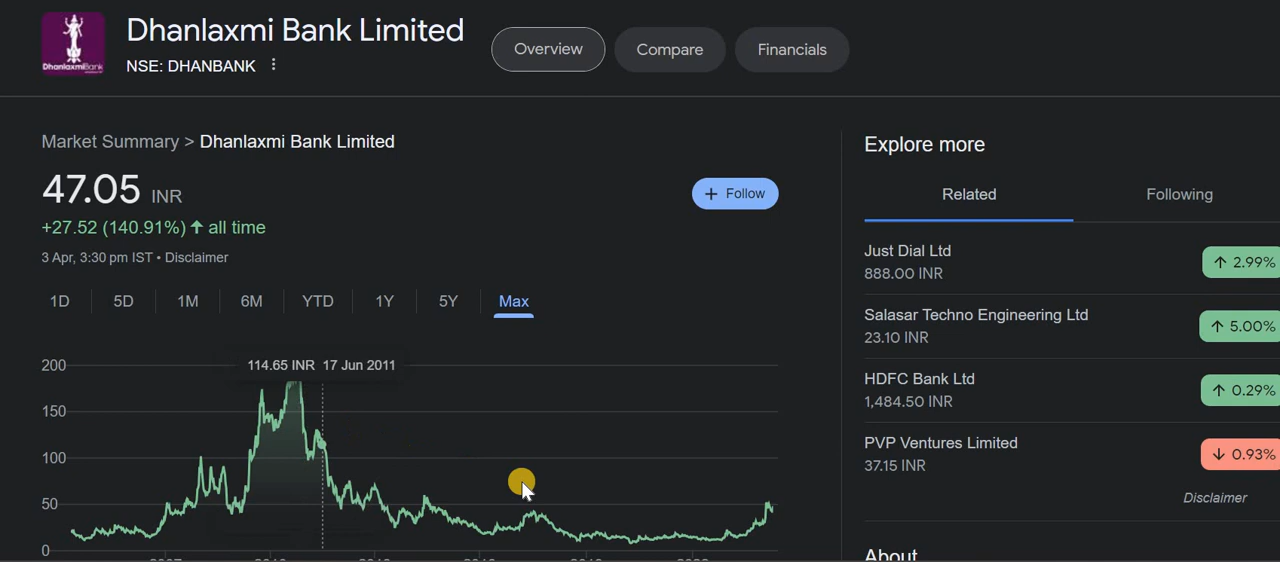 Dhanlaxmi Bank Limited
NSE: DHANBANK
DhanlaxmiBank
Overview
Compare
Financials
Market Summary > Dhanlaxmi Bank Limited
47.05 INR
+ Follow
+27.52 (140.91%) ↑ all time
3 Apr, 3:30 pm IST • Disclaimer
1D 5D 1M 6M YTD 1Y 5Y Max
114.65 INR 17 Jun 2011
200
150
100
50
0
Explore more
Related Following
Just Dial Ltd
888.00 INR
↑ 2.99%
Salasar Techno Engineering Ltd
23.10 INR
↑ 5.00%
HDFC Bank Ltd
1,484.50 INR
↑ 0.29%
PVP Ventures Limited
37.15 INR
↓ 0.93%
Disclaimer
About